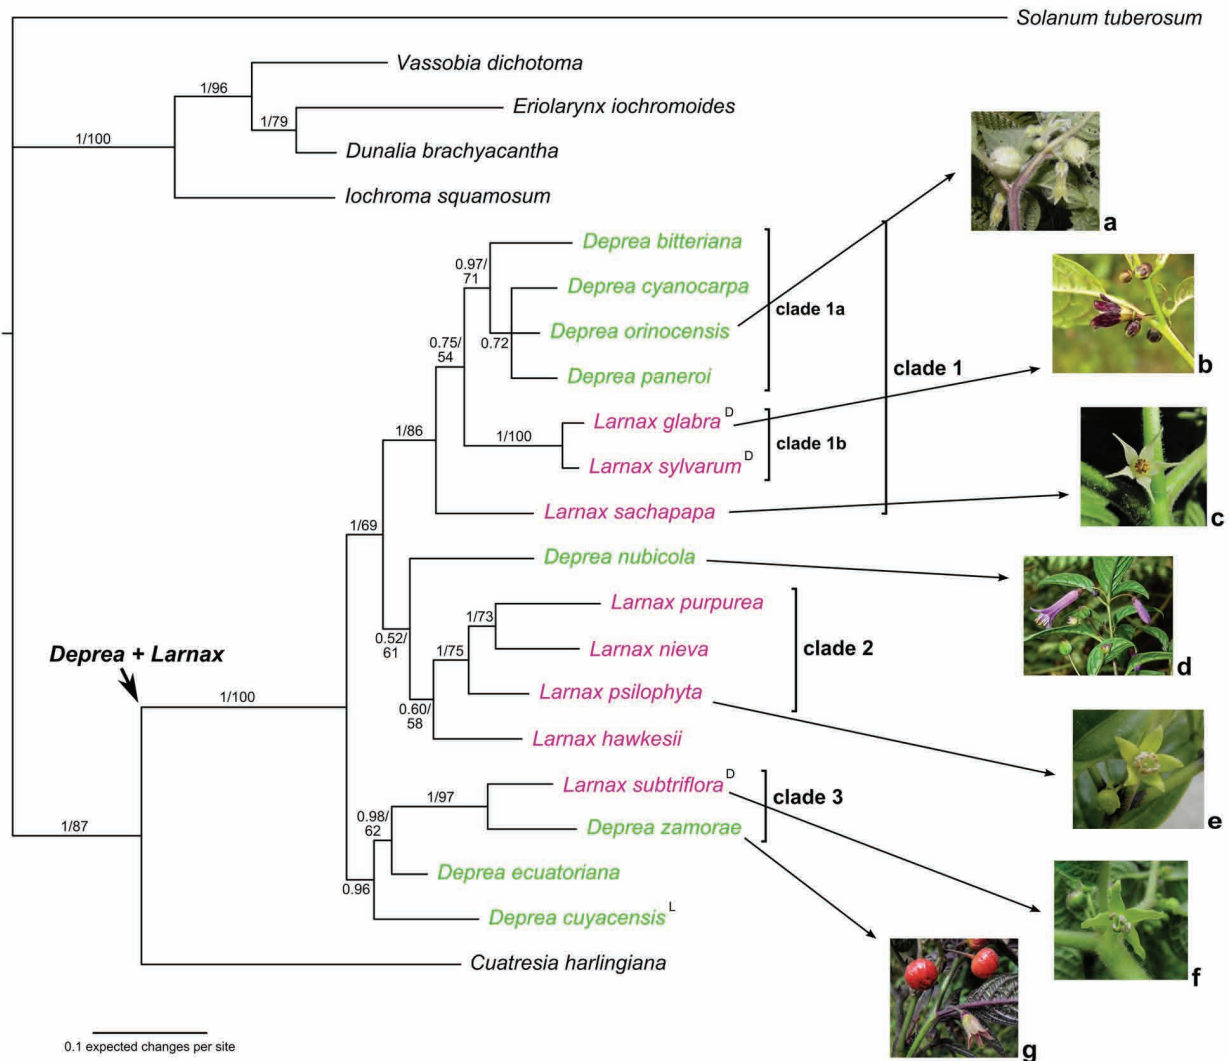 Solanum tuberosum
Vassobia dichotoma
1/96
Eriolarynx iochromoides
1/79
1/100
Dunalia brachyacantha
Iochroma squamosum
a
Deprea bitteriana
0.97/
71
Deprea cyanocarpa
clade 1a
Deprea orinocensis
0.72
0.75/
54
Deprea paneroi
clade 1
b
Larnax glabra D
1/86
1/100
clade 1b
Larnax sylvarum D
Larnax sachapapa
c
1/69
Deprea nubicola
Larnax purpurea
1/73
0.52/
61
Larnax nieva
clade 2
1/75
Deprea + Larnax
d
Larnax psilophyta
1/100
0.60/
58
Larnax hawkesii
Larnax subtriflora D
clade 3
1/97
0.98/
62
Deprea zamorae
e
1/87
Deprea ecuatoriana
0.96
Deprea cuyacensis L
Cuatresia harlingiana
f
0.1 expected changes per site
g